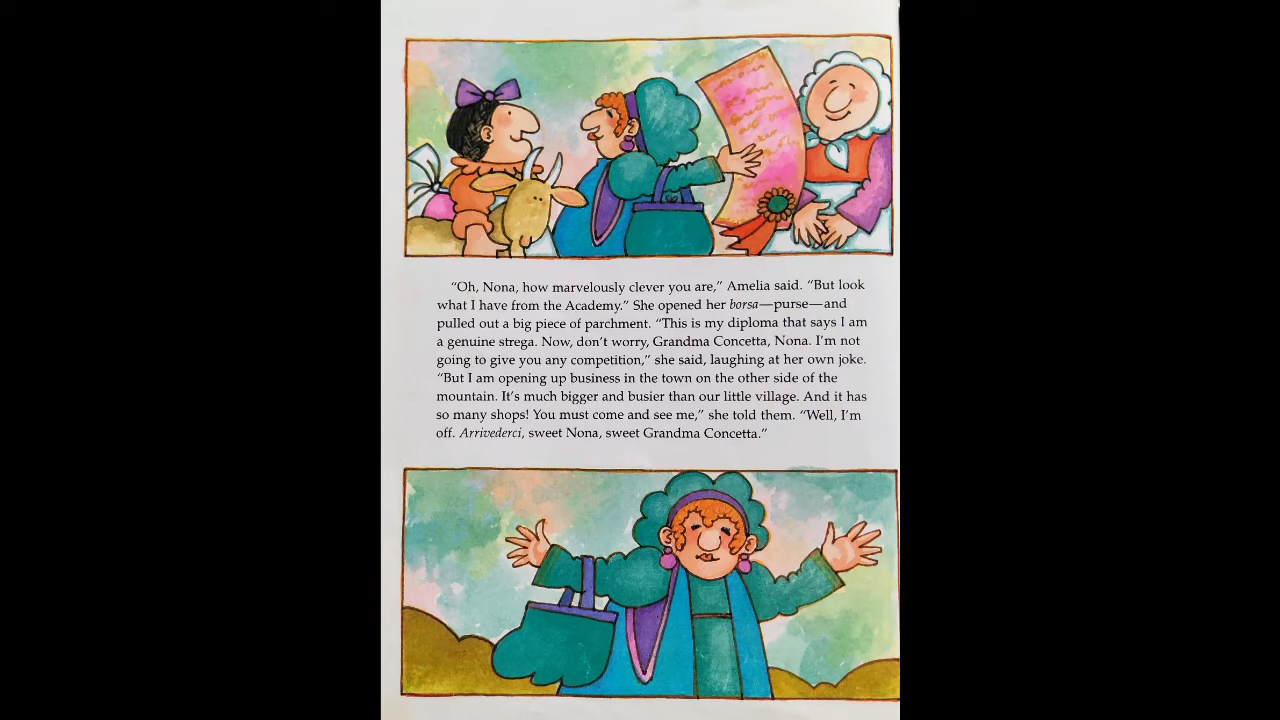 “Oh, Nona, how marvelously clever you are,” Amelia said. “But look
what I have from the Academy.” She opened her borsa—purse—and
pulled out a big piece of parchment. “This is my diploma that says I am
a genuine strega. Now, don’t worry, Grandma Concetta, Nona. I’m not
going to give you any competition,” she said, laughing at her own joke.
“But I am opening up business in the town on the other side of the
mountain. It’s much bigger and busier than our little village. And it has
so many shops! You must come and see me,” she told them. “Well, I’m
off. Arrivederci, sweet Nona, sweet Grandma Concetta.”